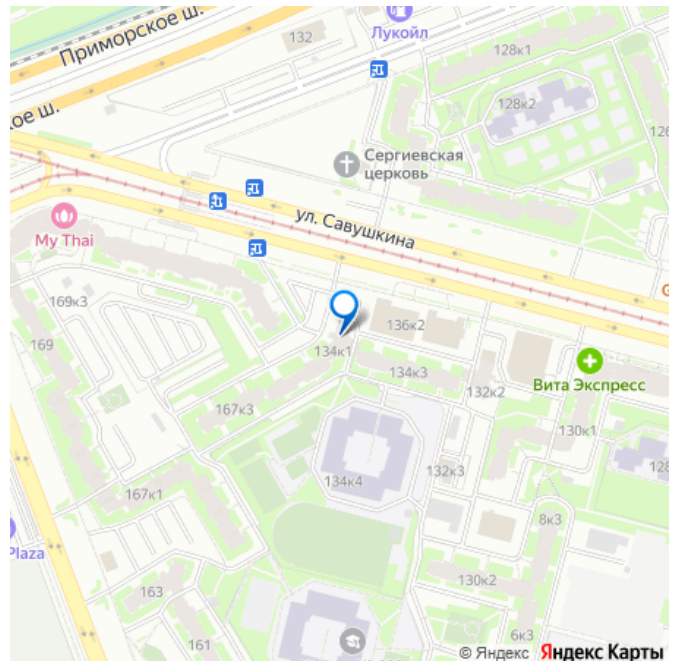 Приморское ш.
132
Лукойл
128к1
128к2
кое ш.
126
Сергиевская
церковь
ул. Савушкина
My Thai
169к3
G
136к2
169
134к1
134к3
Вита Экспресс
132к2
167к3
130к1
134к4
132к3
128
167к1
8к3
Plaza
130к2
163
161
6к3
© Яндекс Яндекс Карты